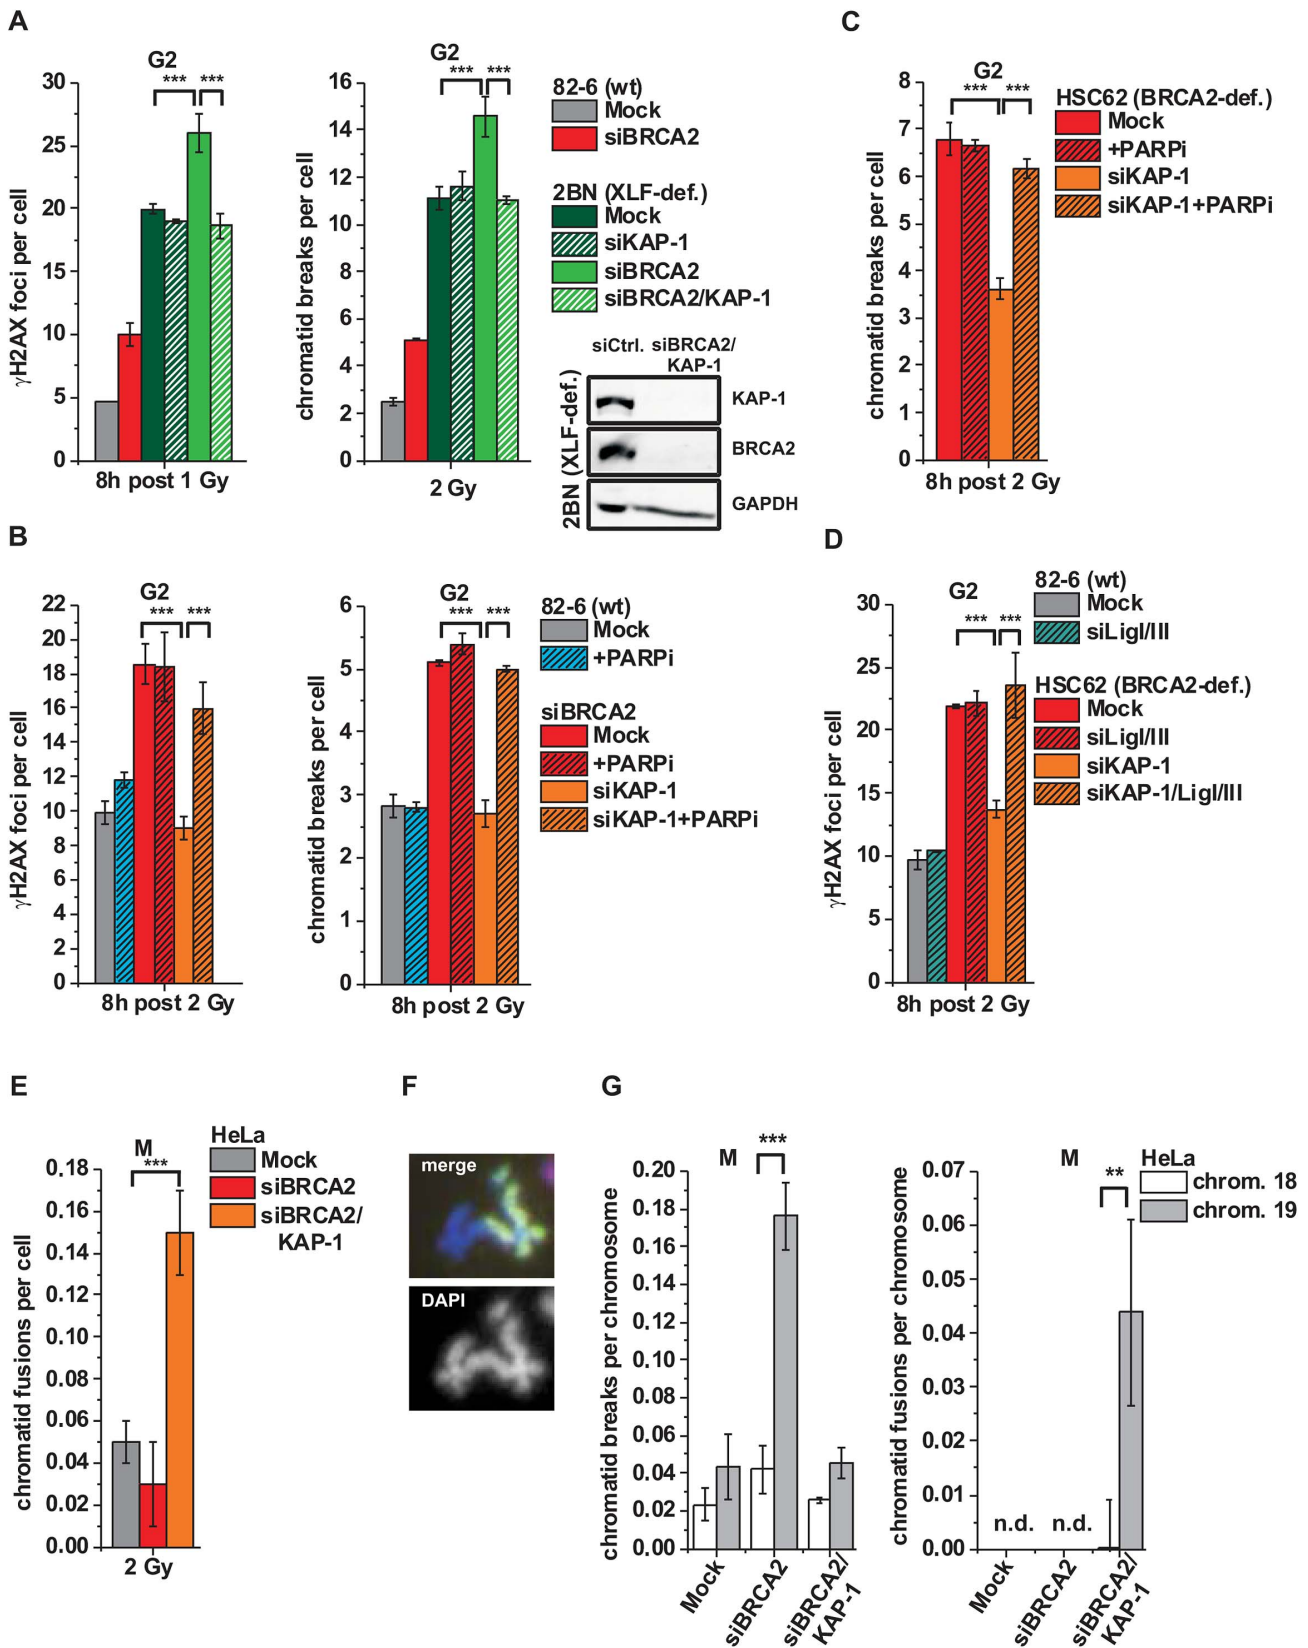 A
G2
*** ***
30
25
20
15
10
5
0
γH2AX foci per cell
8h post 1 Gy
G2
*** ***
16
14
12
10
8
6
4
2
0
chromatid breaks per cell
2 Gy
82-6 (wt)
Mock
siBRCA2
2BN (XLF-def.)
Mock
siKAP-1
siBRCA2
siBRCA2/KAP-1
siCtrl. siBRCA2/
KAP-1
2BN (XLF-def.)
KAP-1
BRCA2
GAPDH
C
G2
*** ***
8
7
6
5
4
3
2
1
0
chromatid breaks per cell
8h post 2 Gy
HSC62 (BRCA2-def.)
Mock
+PARPi
siKAP-1
siKAP-1+PARPi
B
G2
*** ***
22
20
18
16
14
12
10
8
6
4
2
0
γH2AX foci per cell
8h post 2 Gy
G2
*** ***
6
5
4
3
2
1
0
chromatid breaks per cell
8h post 2 Gy
82-6 (wt)
Mock
+PARPi
siBRCA2
Mock
+PARPi
siKAP-1
siKAP-1+PARPi
D
G2
*** ***
30
25
20
15
10
5
0
γH2AX foci per cell
8h post 2 Gy
82-6 (wt)
Mock
siLigI/III
HSC62 (BRCA2-def.)
Mock
siLigI/III
siKAP-1
siKAP-1/LigI/III
E
M
***
0.18
0.16
0.14
0.12
0.10
0.08
0.06
0.04
0.02
0.00
chromatid fusions per cell
2 Gy
HeLa
Mock
siBRCA2
siBRCA2/
KAP-1
F
merge
DAPI
G
M
***
0.20
0.18
0.16
0.14
0.12
0.10
0.08
0.06
0.04
0.02
0.00
chromatid breaks per chromosome
Mock
siBRCA2
siBRCA2/
KAP-1
M
**
0.07
0.06
0.05
0.04
0.03
0.02
0.01
0.00
chromatid fusions per chromosome
n.d. n.d.
Mock
siBRCA2
siBRCA2/
KAP-1
HeLa
chrom. 18
chrom. 19